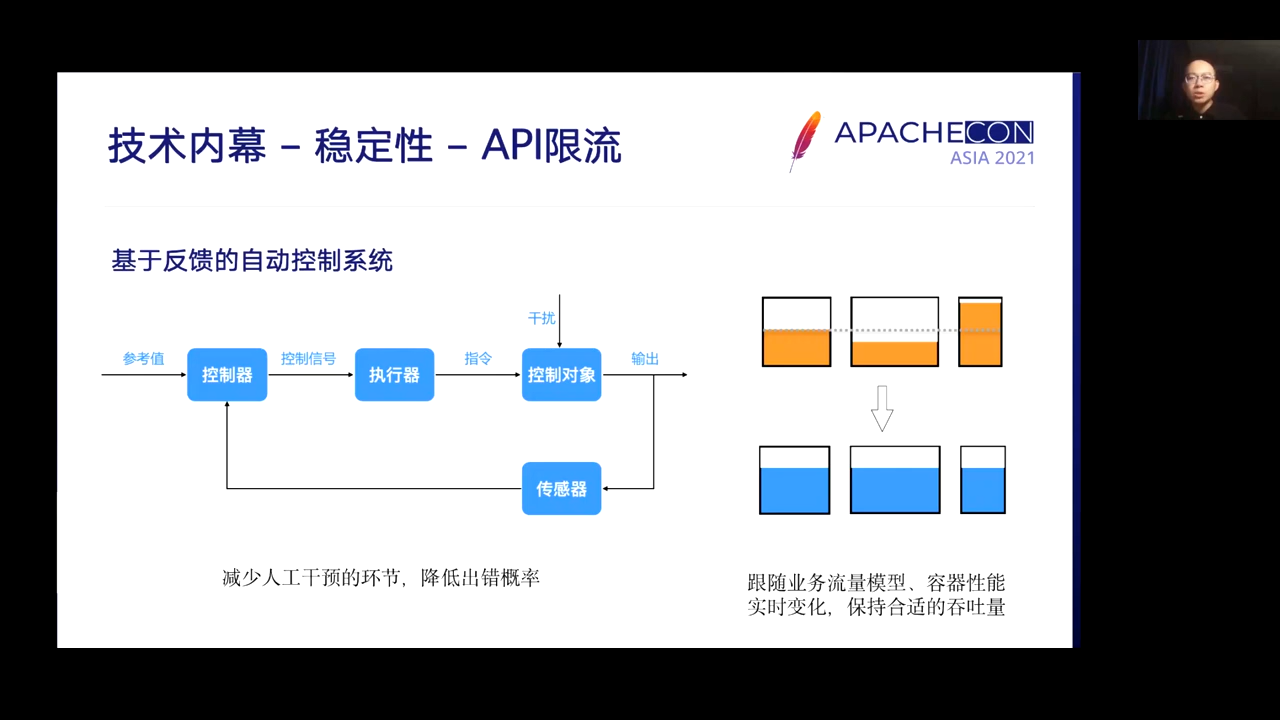 技术内幕 – 稳定性 – API限流
APACHECON
ASIA 2021
基于反馈的自动控制系统
干扰
参考值
控制信号
指令
输出
控制器
执行器
控制对象
传感器
减少人工干预的环节，降低出错概率
跟随业务流量模型、容器性能
实时变化，保持合适的吞吐量